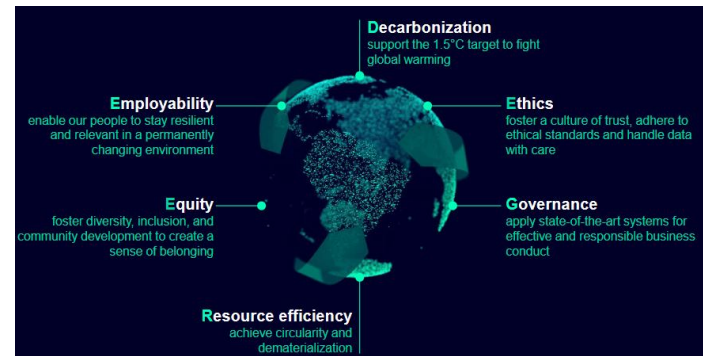 Decarbonization
support the 1.5°C target to fight
global warming
Employability
enable our people to stay resilient
and relevant in a permanently
changing environment
Ethics
foster a culture of trust, adhere to
ethical standards and handle data
with care
Equity
foster diversity, inclusion, and
community development to create a
sense of belonging
Governance
apply state-of-the-art systems for
effective and responsible business
conduct
Resource efficiency
achieve circularity and
dematerialization